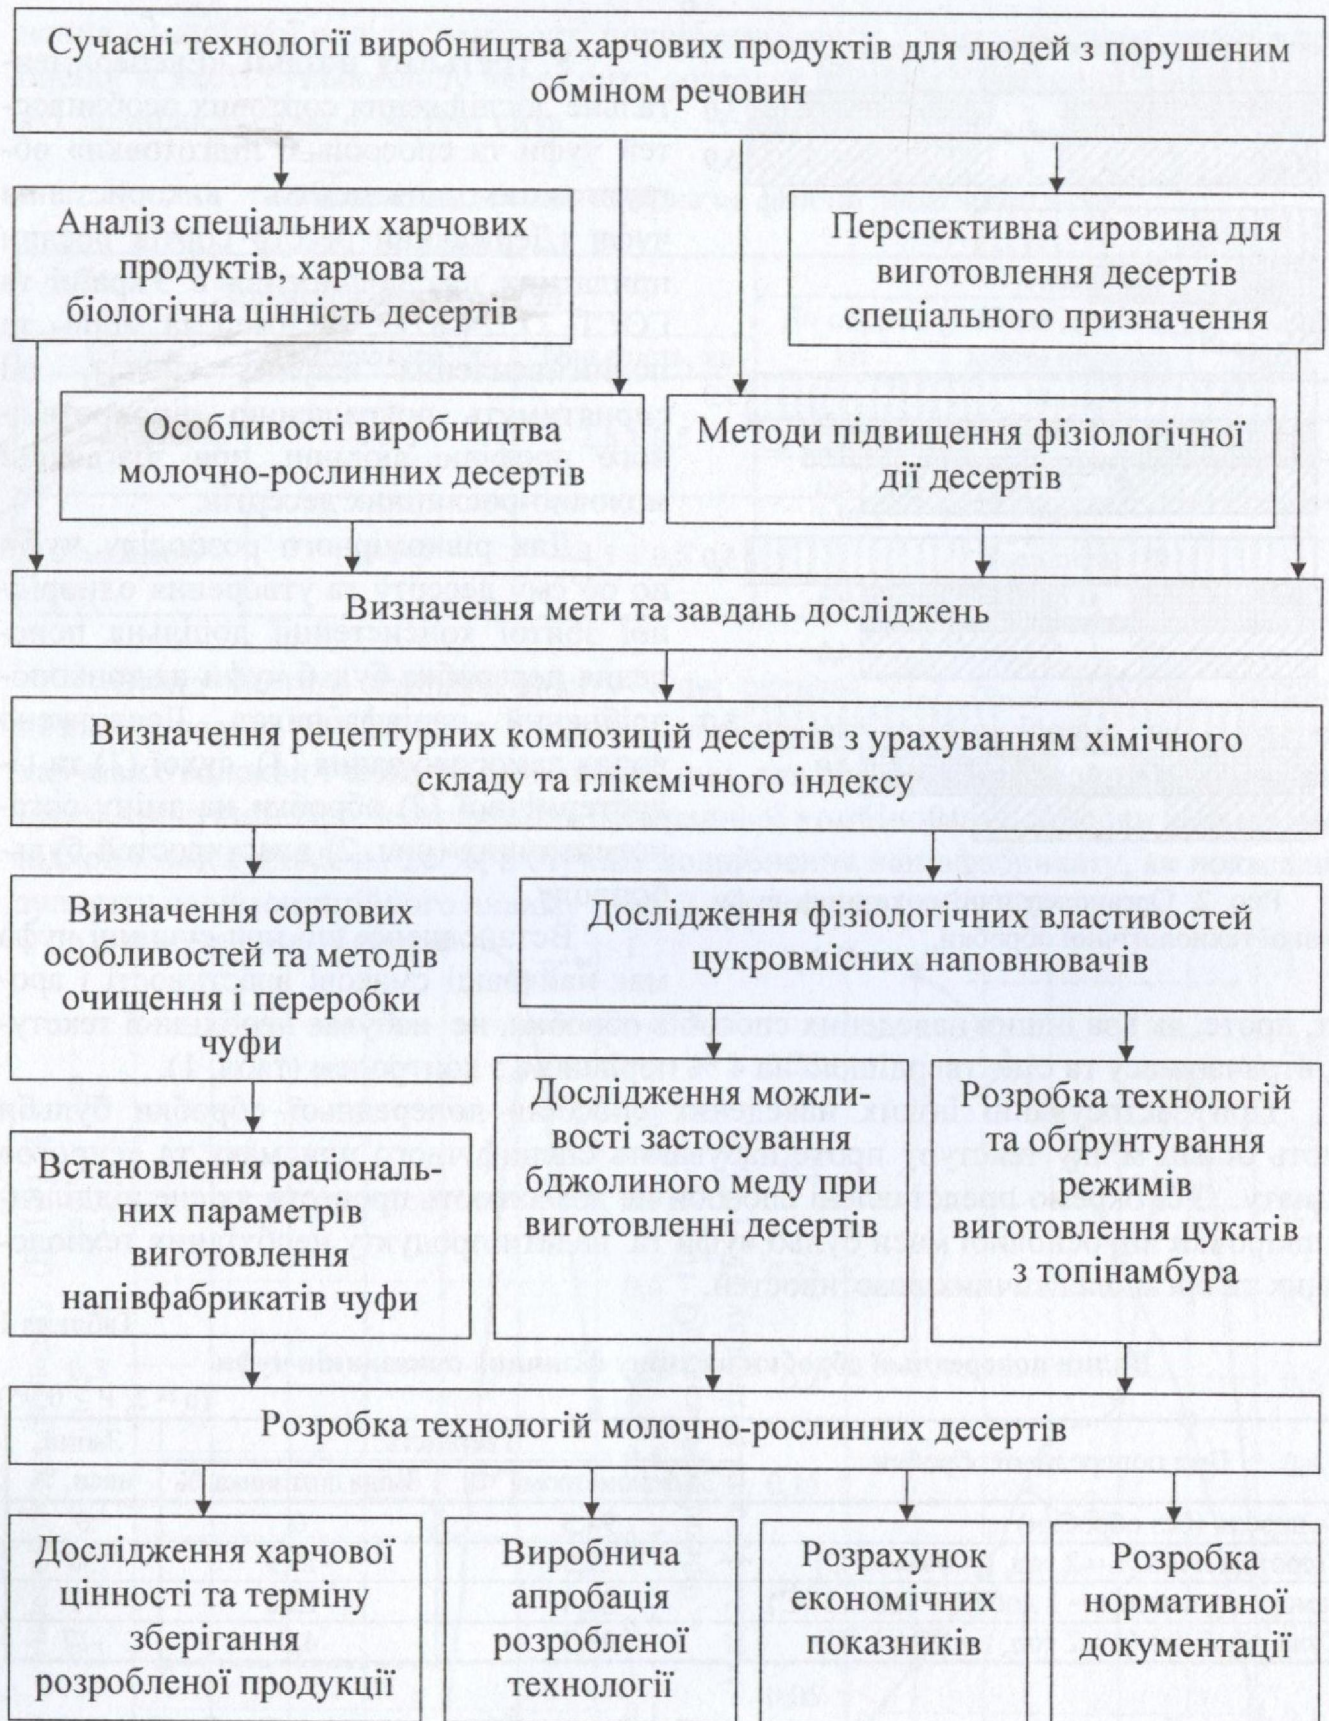 Сучасні технології виробництва харчових продуктів для людей з порушеним
обміном речовин
Аналіз спеціальних харчових
продуктів, харчова та
біологічна цінність десертів
Перспективна сировина для
виготовлення десертів
спеціального призначення
Особливості виробництва
молочно-рослинних десертів
Методи підвищення фізіологічної
дії десертів
Визначення мети та завдань досліджень
Визначення рецептурних композицій десертів з урахуванням хімічного
складу та глікемічного індексу
Визначення сортових
особливостей та методів
очищення і переробки
чуфи
Дослідження фізіологічних властивостей
цукровмісних наповнювачів
Встановлення раціональ-
них параметрів
виготовлення
напівфабрикатів чуфи
Дослідження можли-
вості застосування
бджолиного меду при
виготовленні десертів
Розробка технологій
та обґрунтування
режимів
виготовлення цукатів
з топінамбура
Розробка технологій молочно-рослинних десертів
Дослідження харчової
цінності та терміну
зберігання
розробленої продукції
Виробнича
апробація
розробленої
технології
Розрахунок
економічних
показників
Розробка
нормативної
документації